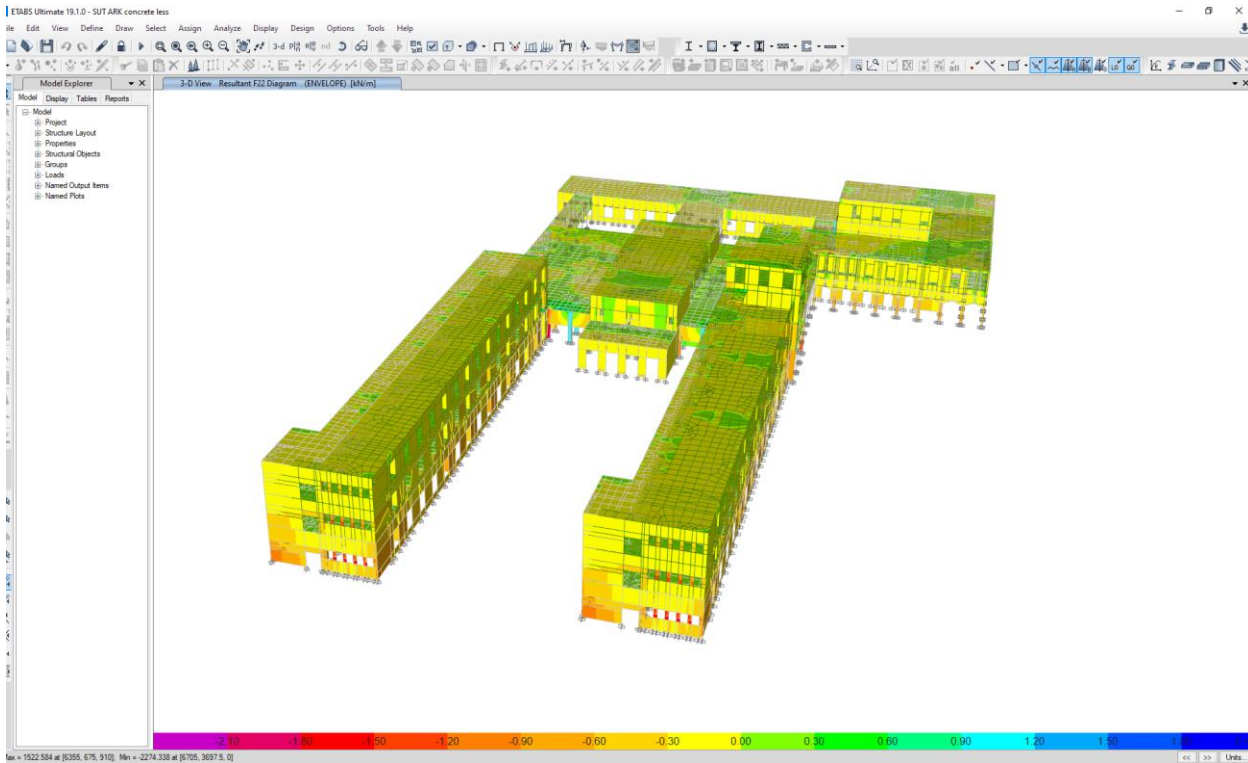 ETABS Ultimate 19.1.0 - SUT ARK concrete less
ile Edit View Define Draw Select Assign Analyze Display Design Options Tools Help
3-d
Model Explorer
3-D View Resultant F22 Diagram (ENVELOPE) [kN/m]
Model Display Tables Reports
Model
Project
Structure Layout
Properties
Structural Objects
Groups
Loads
Named Output Items
Named Plots
-2.10 -1.80 -1.50 -1.20 -0.90 -0.60 -0.30 0.00 0.30 0.60 0.90 1.20 1.50
Max = 1522.584 at [6355, 675, 910]; Min = -2274.338 at [6705, 3697.5, 0]
<< >> Units...